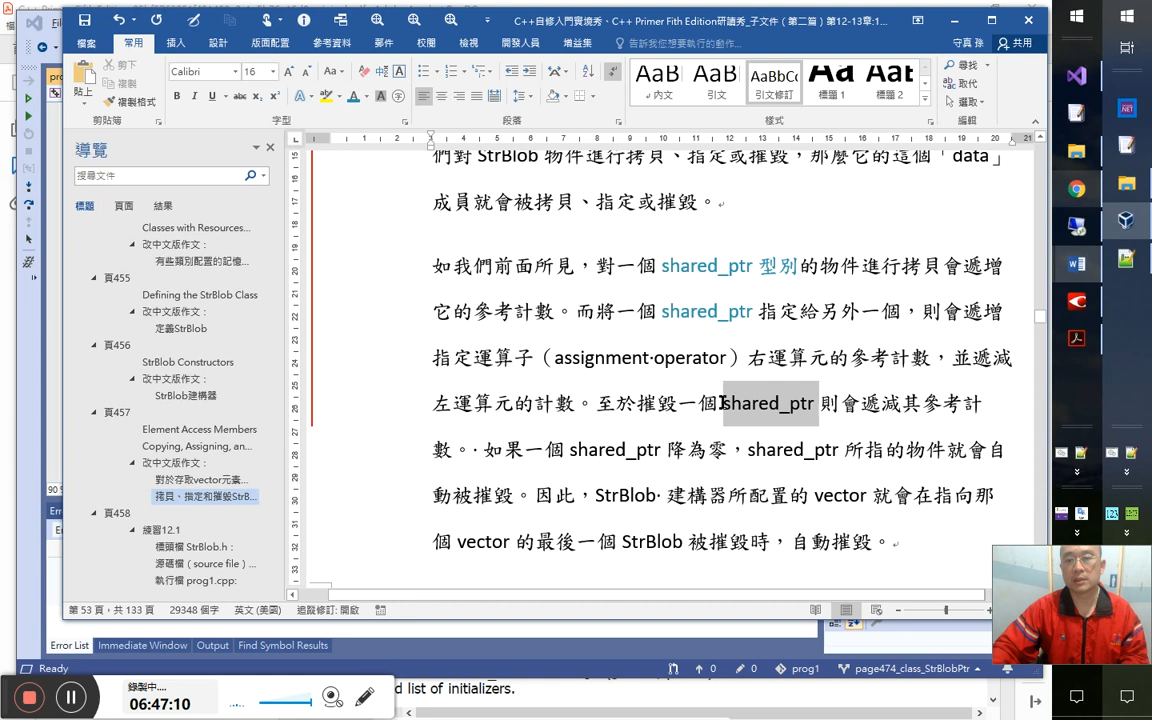 C++自修入門實境秀、C++ Primer Fith Edition研讀秀_子文件（第二篇）第12-13章:1...
檔案 常用 插入 設計 版面配置 參考資料 郵件 校閱 檢視 開發人員 增益集 告訴我您想要執行的動作... 守真 孫 共用
貼上 剪下 複製 複製格式
Calibri 16
AaB 內文 AaB 引文 AaBbCc 引文修訂 標題 1 標題 2
尋找 取代 選取
剪貼簿 字型 段落 樣式 編輯
導覽
搜尋文件
標題 頁面 結果
Classes with Resources...
改中文版作文：
有些類別配置的記憶...
頁455
Defining the StrBlob Class
改中文版作文：
定義StrBlob
頁456
StrBlob Constructors
改中文版作文：
StrBlob建構器
頁457
Element Access Members
Copying, Assigning, an...
改中文版作文：
對於存取vector元素...
拷貝、指定和摧毀StrB...
頁458
練習12.1
標頭檔 StrBlob.h：
源碼檔（source file）...
執行檔 prog1.cpp:
們對 StrBlob 物件進行拷貝、指定或摧毀，那麼它的這個「data」
成員就會被拷貝、指定或摧毀。
如我們前面所見，對一個 shared_ptr 型別的物件進行拷貝會遞增
它的參考計數。而將一個 shared_ptr 指定給另外一個，則會遞增
指定運算子（assignment·operator）右運算元的參考計數，並遞減
左運算元的計數。至於摧毀一個 shared_ptr 則會遞減其參考計
數。·如果一個 shared_ptr 降為零，shared_ptr 所指的物件就會自
動被摧毀。因此，StrBlob· 建構器所配置的 vector 就會在指向那
個 vector 的最後一個 StrBlob 被摧毀時，自動摧毀。
第 53 頁，共 133 頁 29348 個字 英文 (美國) 追蹤修訂: 開啟
Error List Immediate Window Output Find Symbol Results
Ready 0 0 prog1 page474_class_StrBlobPtr
錄製中....
06:47:10
d list of initializers.